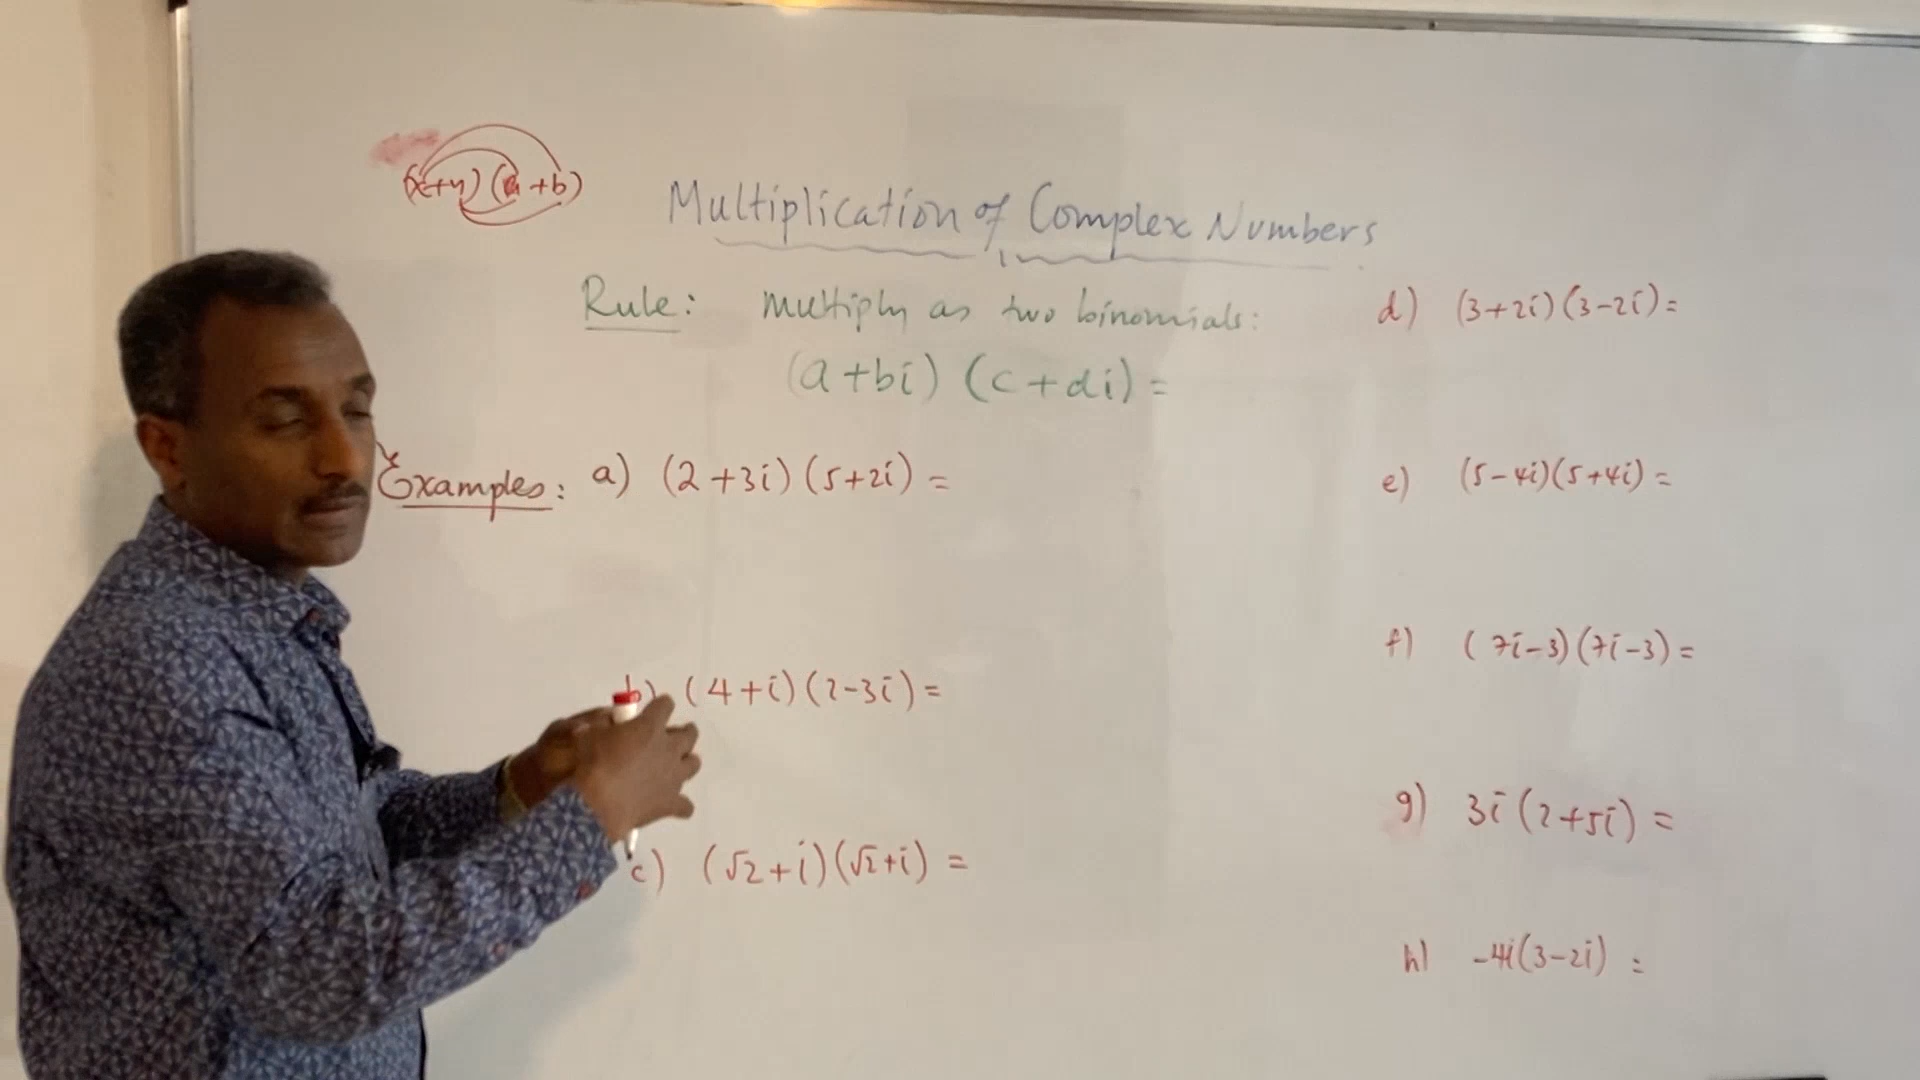 (x+y)(a+b)
Multiplication of Complex Numbers
Rule: Multiply as two binomials:
(a+bi) (c+di) =
Examples: a) (2+3i)(5+2i) =
b) (4+i)(2-3i) =
c) (√2+i)(√2+i) =
d) (3+2i)(3-2i) =
e) (5-4i)(5+4i) =
f) (7i-3)(7i-3) =
g) 3i(2+5i) =
h) -4i(3-2i) =